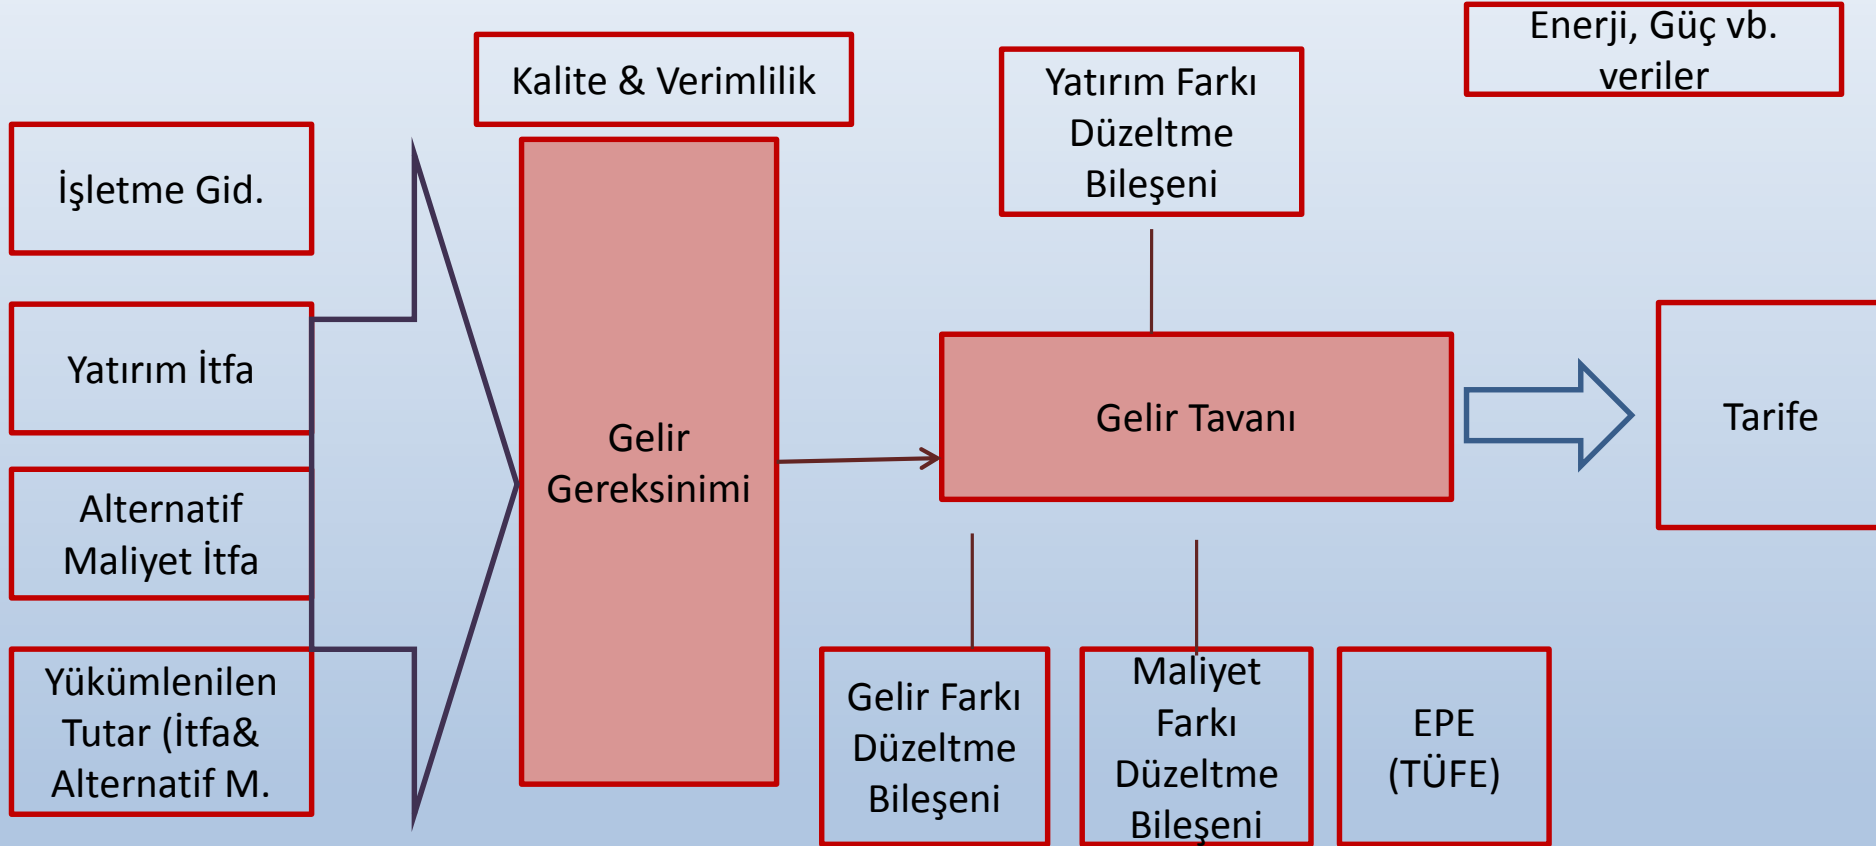 Enerji, Güç vb.
veriler
Kalite & Verimlilik
Yatırım Farkı
Düzeltme
Bileşeni
İşletme Gid.
Yatırım İtfa
Alternatif
Maliyet İtfa
Yükümlenilen
Tutar (İtfa&
Alternatif M.
Gelir
Gereksinimi
Gelir Tavanı
Tarife
Gelir Farkı
Düzeltme
Bileşeni
Maliyet
Farkı
Düzeltme
Bileşeni
EPE
(TÜFE)